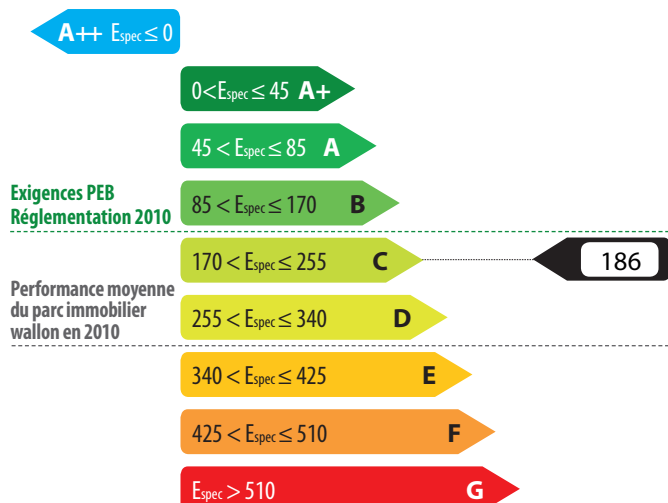 A++ Espec ≤ 0
0<Espec ≤ 45 A+
45 < Espec ≤ 85 A
Exigences PEB
Réglementation 2010
85 < Espec ≤ 170 B
170 < Espec ≤ 255 C
186
Performance moyenne
du parc immobilier
wallon en 2010
255 < Espec ≤ 340 D
340 < Espec ≤ 425 E
425 < Espec ≤ 510 F
Espec > 510 G